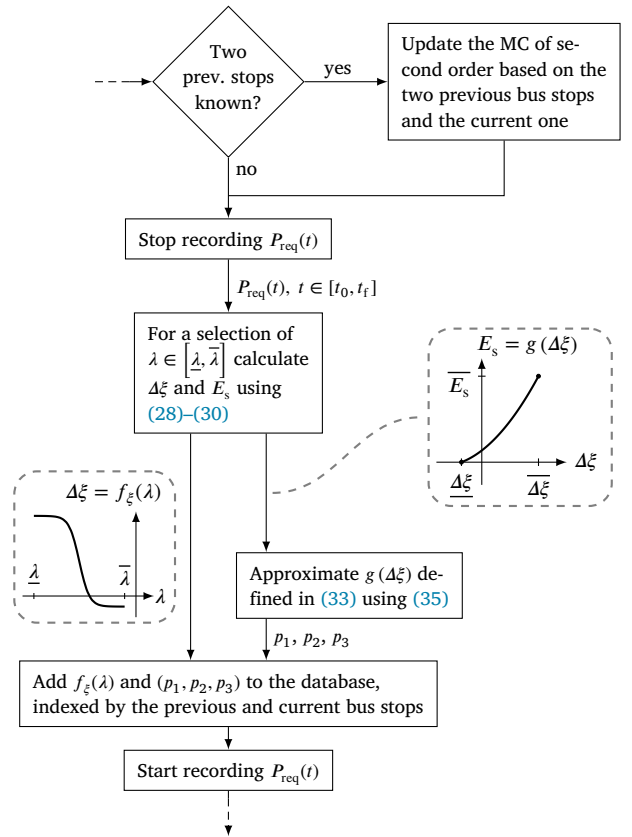 Two
prev. stops
known?
yes
Update the MC of se-
cond order based on the
two previous bus stops
and the current one
no
Stop recording P_req(t)
P_req(t), t ∈ [t_0, t_f]
For a selection of
λ ∈ [λ̲, λ̅] calculate
Δξ and E_s using
(28)–(30)
E_s = g (Δξ)
E̅_s
Δξ
Δξ̲
Δξ̅
Δξ = f_ξ(λ)
λ̲
λ̅
λ
Approximate g (Δξ) de-
fined in (33) using (35)
p_1, p_2, p_3
Add f_ξ(λ) and (p_1, p_2, p_3) to the database,
indexed by the previous and current bus stops
Start recording P_req(t)